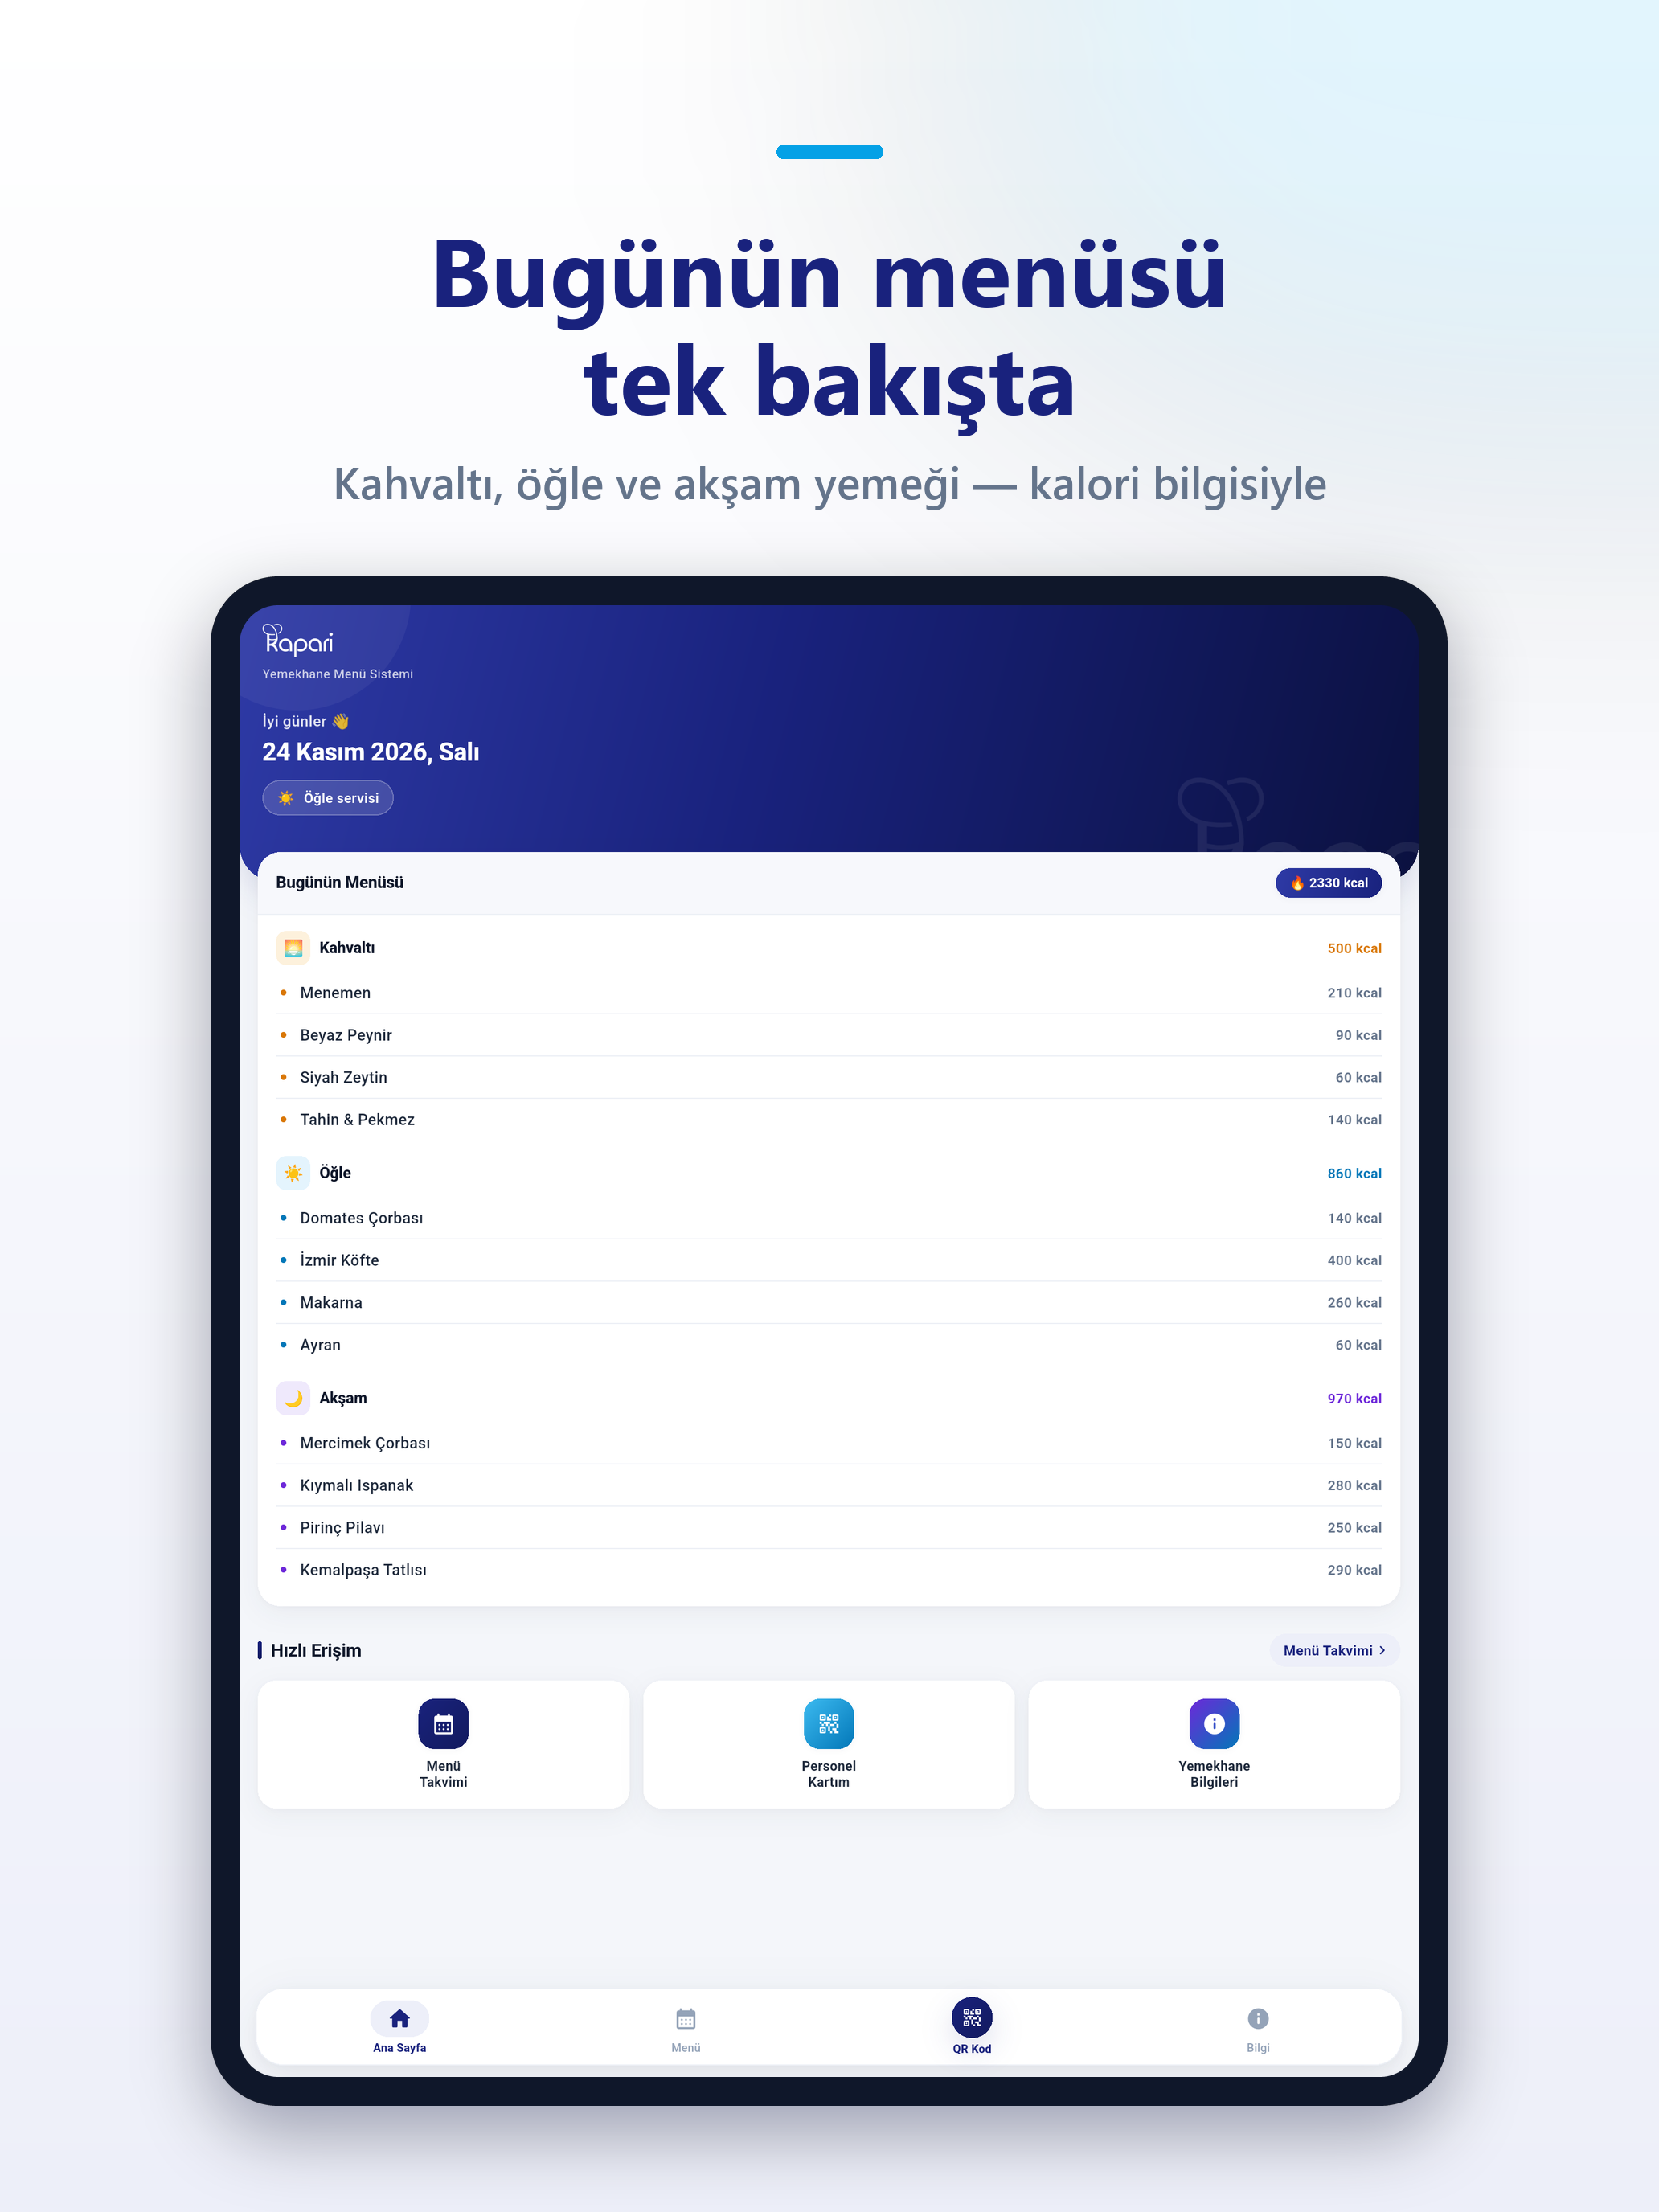 Bugünün menüsü
tek bakışta
Kahvaltı, öğle ve akşam yemeği — kalori bilgisiyle
kapari
Yemekhane Menü Sistemi
İyi günler 👋
24 Kasım 2026, Salı
☀️ Öğle servisi
Bugünün Menüsü 🔥 2330 kcal
Kahvaltı 500 kcal
Menemen 210 kcal
Beyaz Peynir 90 kcal
Siyah Zeytin 60 kcal
Tahin & Pekmez 140 kcal
Öğle 860 kcal
Domates Çorbası 140 kcal
İzmir Köfte 400 kcal
Makarna 260 kcal
Ayran 60 kcal
Akşam 970 kcal
Mercimek Çorbası 150 kcal
Kıymalı Ispanak 280 kcal
Pirinç Pilavı 250 kcal
Kemalpaşa Tatlısı 290 kcal
Hızlı Erişim Menü Takvimi >
Menü
Takvimi
Personel
Kartım
Yemekhane
Bilgileri
Ana Sayfa Menü QR Kod Bilgi